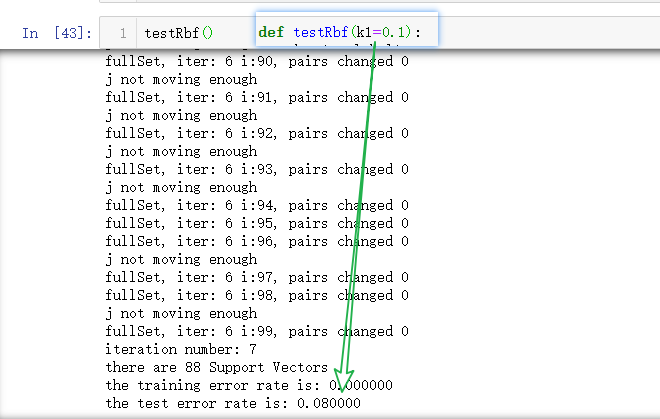 In [43]:
1 testRbf()
def testRbf(k1=0.1):
fullSet, iter: 6 i:90, pairs changed 0
j not moving enough
fullSet, iter: 6 i:91, pairs changed 0
j not moving enough
fullSet, iter: 6 i:92, pairs changed 0
j not moving enough
fullSet, iter: 6 i:93, pairs changed 0
j not moving enough
fullSet, iter: 6 i:94, pairs changed 0
fullSet, iter: 6 i:95, pairs changed 0
fullSet, iter: 6 i:96, pairs changed 0
j not moving enough
fullSet, iter: 6 i:97, pairs changed 0
fullSet, iter: 6 i:98, pairs changed 0
j not moving enough
fullSet, iter: 6 i:99, pairs changed 0
iteration number: 7
there are 88 Support Vectors
the training error rate is: 0.000000
the test error rate is: 0.080000